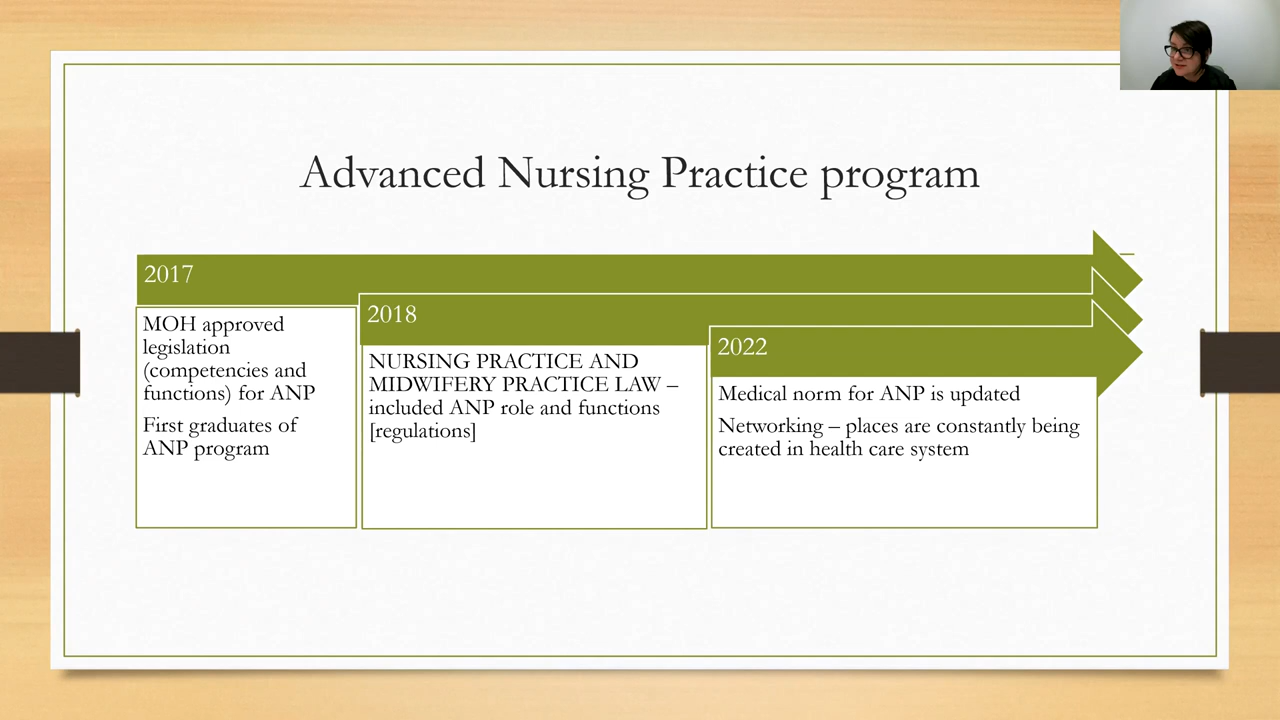 Advanced Nursing Practice program
2017
MOH approved
legislation
(competencies and
functions) for ANP
First graduates of
ANP program
2018
NURSING PRACTICE AND
MIDWIFERY PRACTICE LAW –
included ANP role and functions
[regulations]
2022
Medical norm for ANP is updated
Networking – places are constantly being
created in health care system